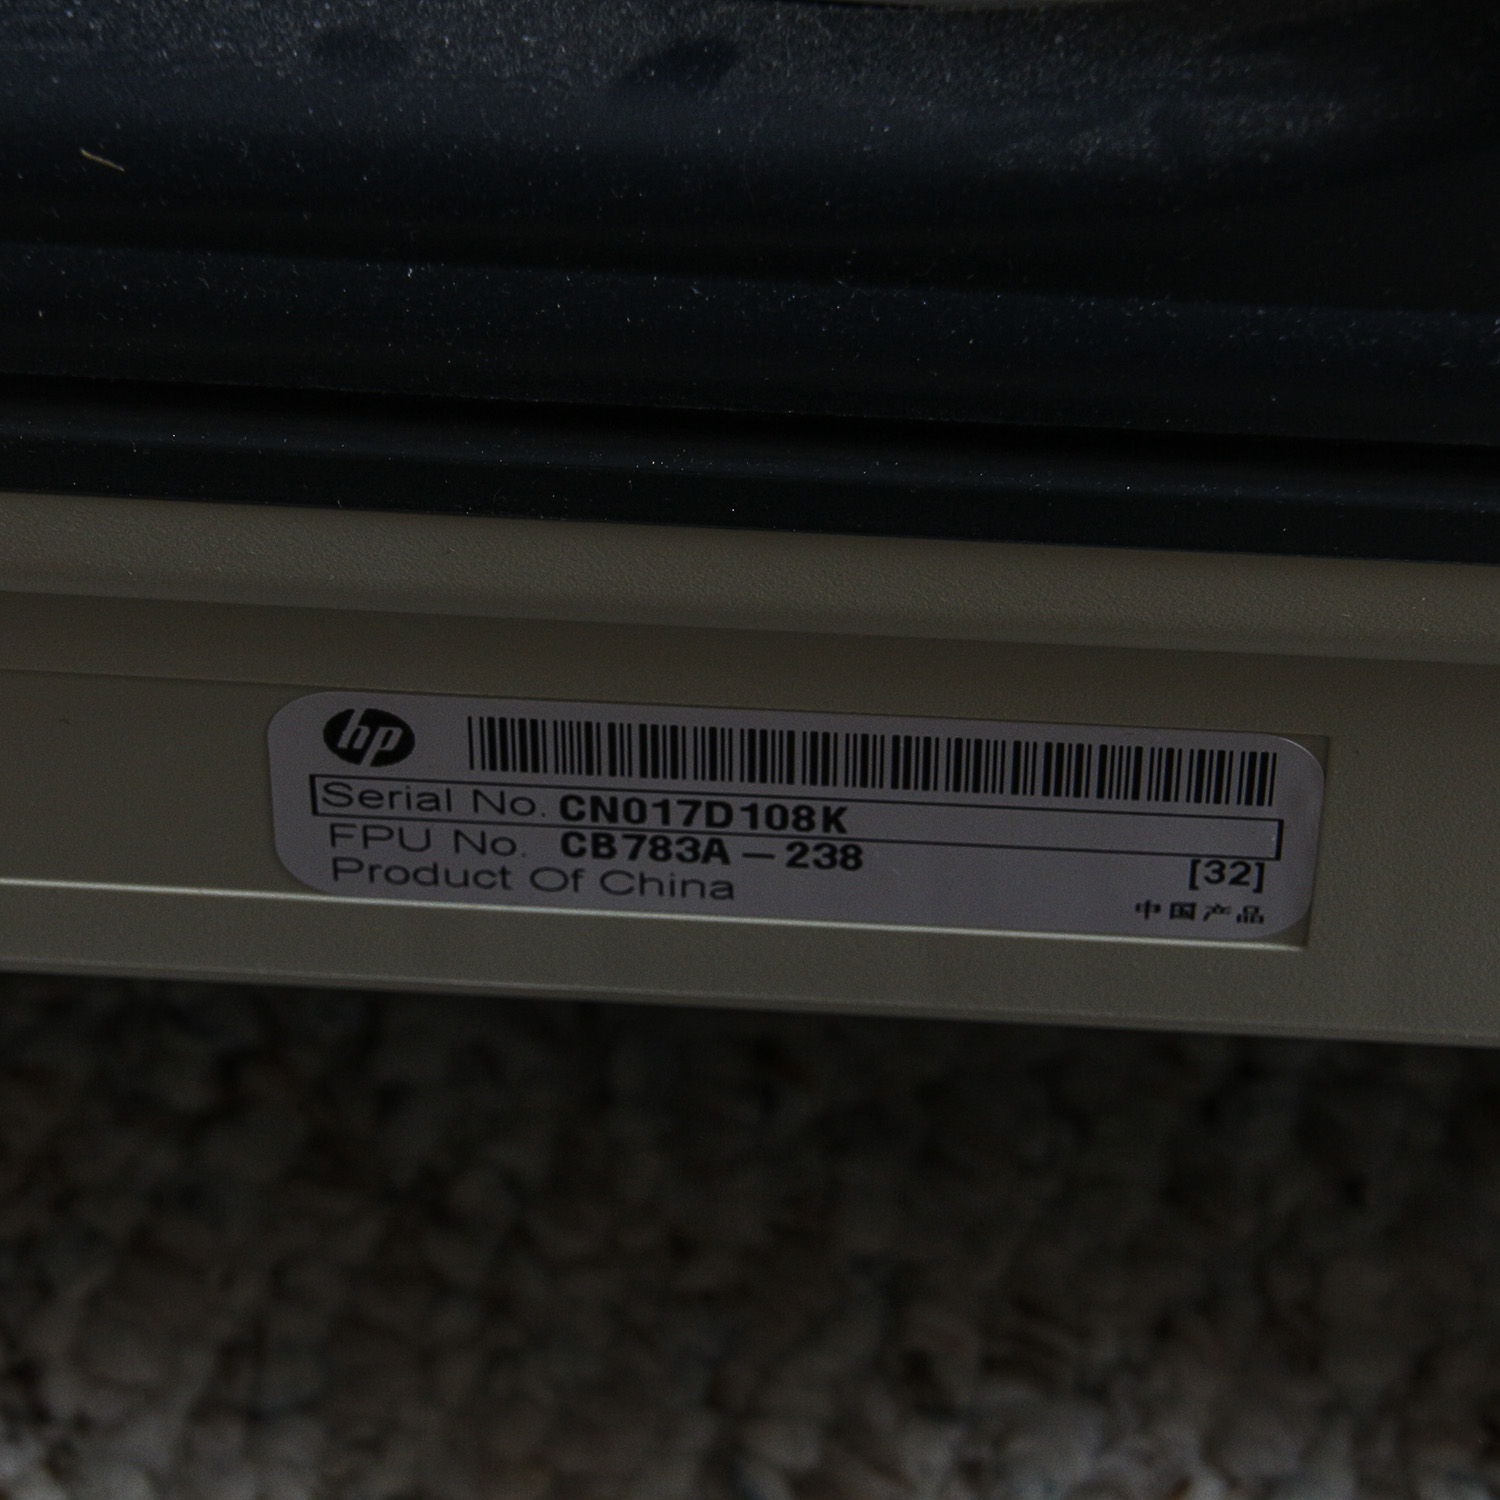 hp
Serial No. CN017D108K
FPU No. CB783A-238
[32]
Product Of China
中国产品